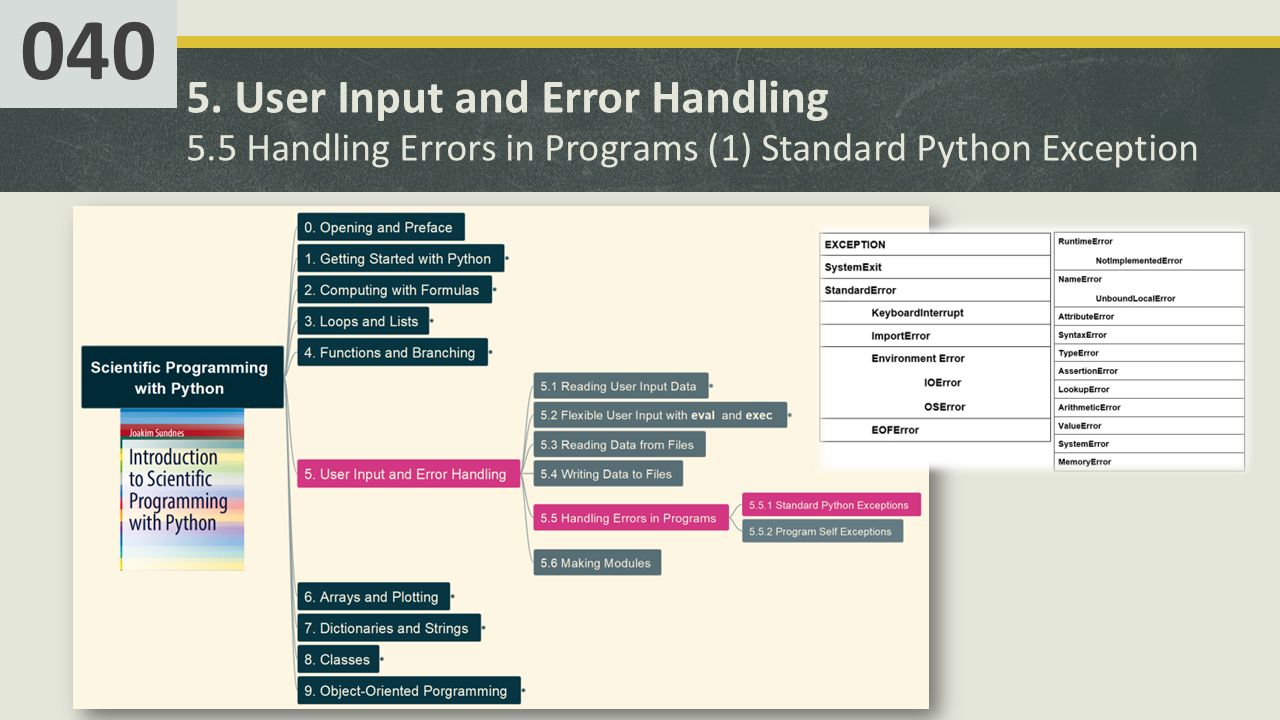 040
5. User Input and Error Handling
5.5 Handling Errors in Programs (1) Standard Python Exception
0. Opening and Preface
1. Getting Started with Python
2. Computing with Formulas
3. Loops and Lists
4. Functions and Branching
Scientific Programming
with Python
Joakim Sundnes
Introduction
to Scientific
Programming
with Python
5. User Input and Error Handling
5.1 Reading User Input Data
5.2 Flexible User Input with eval and exec
5.3 Reading Data from Files
5.4 Writing Data to Files
5.5 Handling Errors in Programs
5.5.1 Standard Python Exceptions
5.5.2 Program Self Exceptions
5.6 Making Modules
6. Arrays and Plotting
7. Dictionaries and Strings
8. Classes
9. Object-Oriented Porgramming
EXCEPTION
SystemExit
StandardError
KeyboardInterrupt
ImportError
Environment Error
IOError
OSError
EOFError
RuntimeError
NotImplementedError
NameError
UnboundLocalError
AttributeError
SyntaxError
TypeError
AssertionError
LookupError
ArithmeticError
ValueError
SystemError
MemoryError